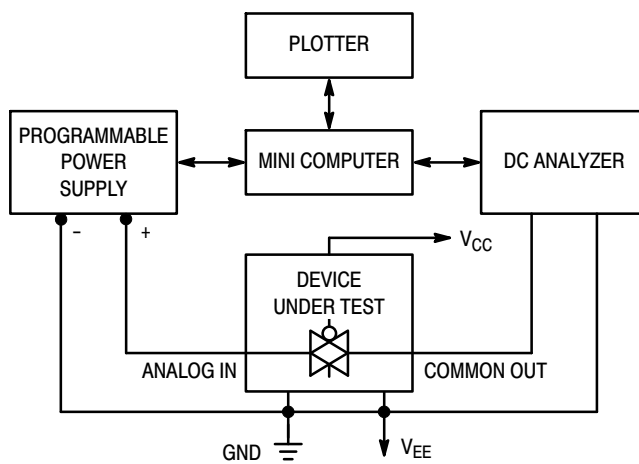 PLOTTER
PROGRAMMABLE
POWER
SUPPLY
MINI COMPUTER
DC ANALYZER
− +
VCC
DEVICE
UNDER TEST
ANALOG IN
COMMON OUT
GND
VEE